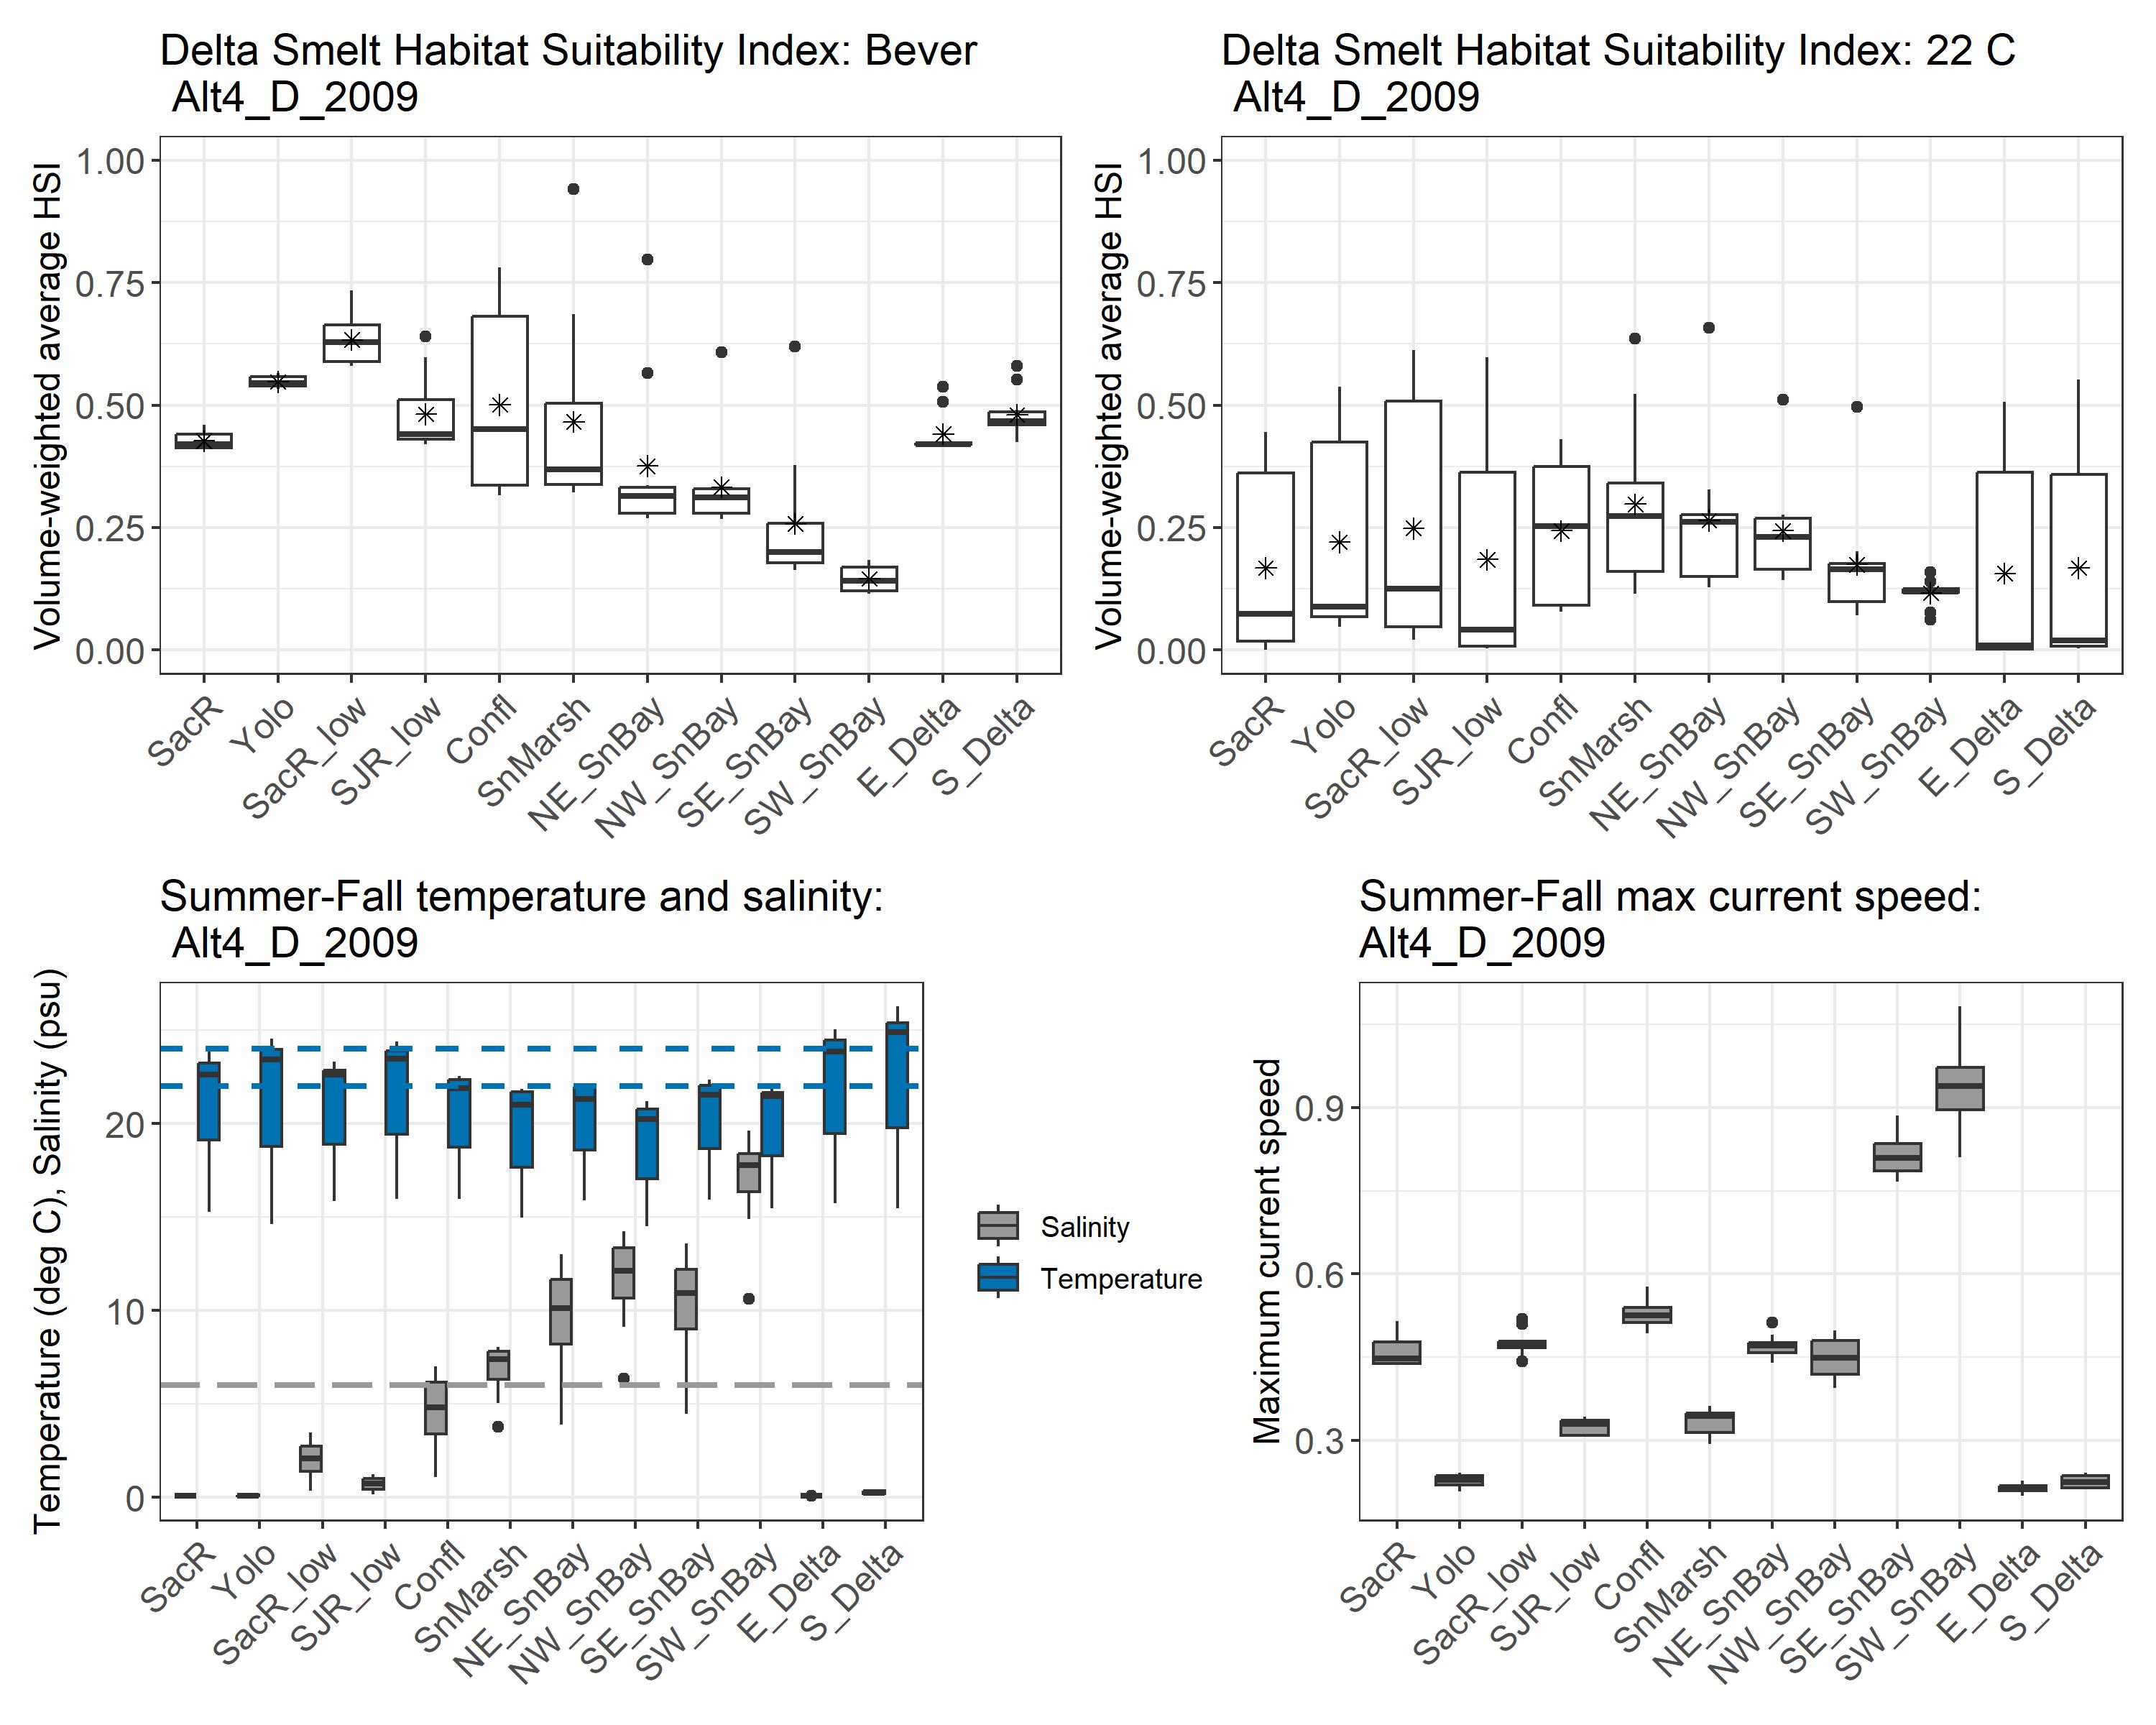 Delta Smelt Habitat Suitability Index: Bever
Alt4_D_2009
Volume-weighted average HSI
1.00
0.75
0.50
0.25
0.00
SacR
Yolo
SacR_low
SJR_low
Confl
SnMarsh
NE_SnBay
NW_SnBay
SE_SnBay
SW_SnBay
E_Delta
S_Delta
Delta Smelt Habitat Suitability Index: 22 C
Alt4_D_2009
Volume-weighted average HSI
1.00
0.75
0.50
0.25
0.00
SacR
Yolo
SacR_low
SJR_low
Confl
SnMarsh
NE_SnBay
NW_SnBay
SE_SnBay
SW_SnBay
E_Delta
S_Delta
Summer-Fall temperature and salinity:
Alt4_D_2009
Temperature (deg C), Salinity (psu)
20
10
0
SacR
Yolo
SacR_low
SJR_low
Confl
SnMarsh
NE_SnBay
NW_SnBay
SE_SnBay
SW_SnBay
E_Delta
S_Delta
Salinity
Temperature
Summer-Fall max current speed:
Alt4_D_2009
Maximum current speed
0.9
0.6
0.3
SacR
Yolo
SacR_low
SJR_low
Confl
SnMarsh
NE_SnBay
NW_SnBay
SE_SnBay
SW_SnBay
E_Delta
S_Delta